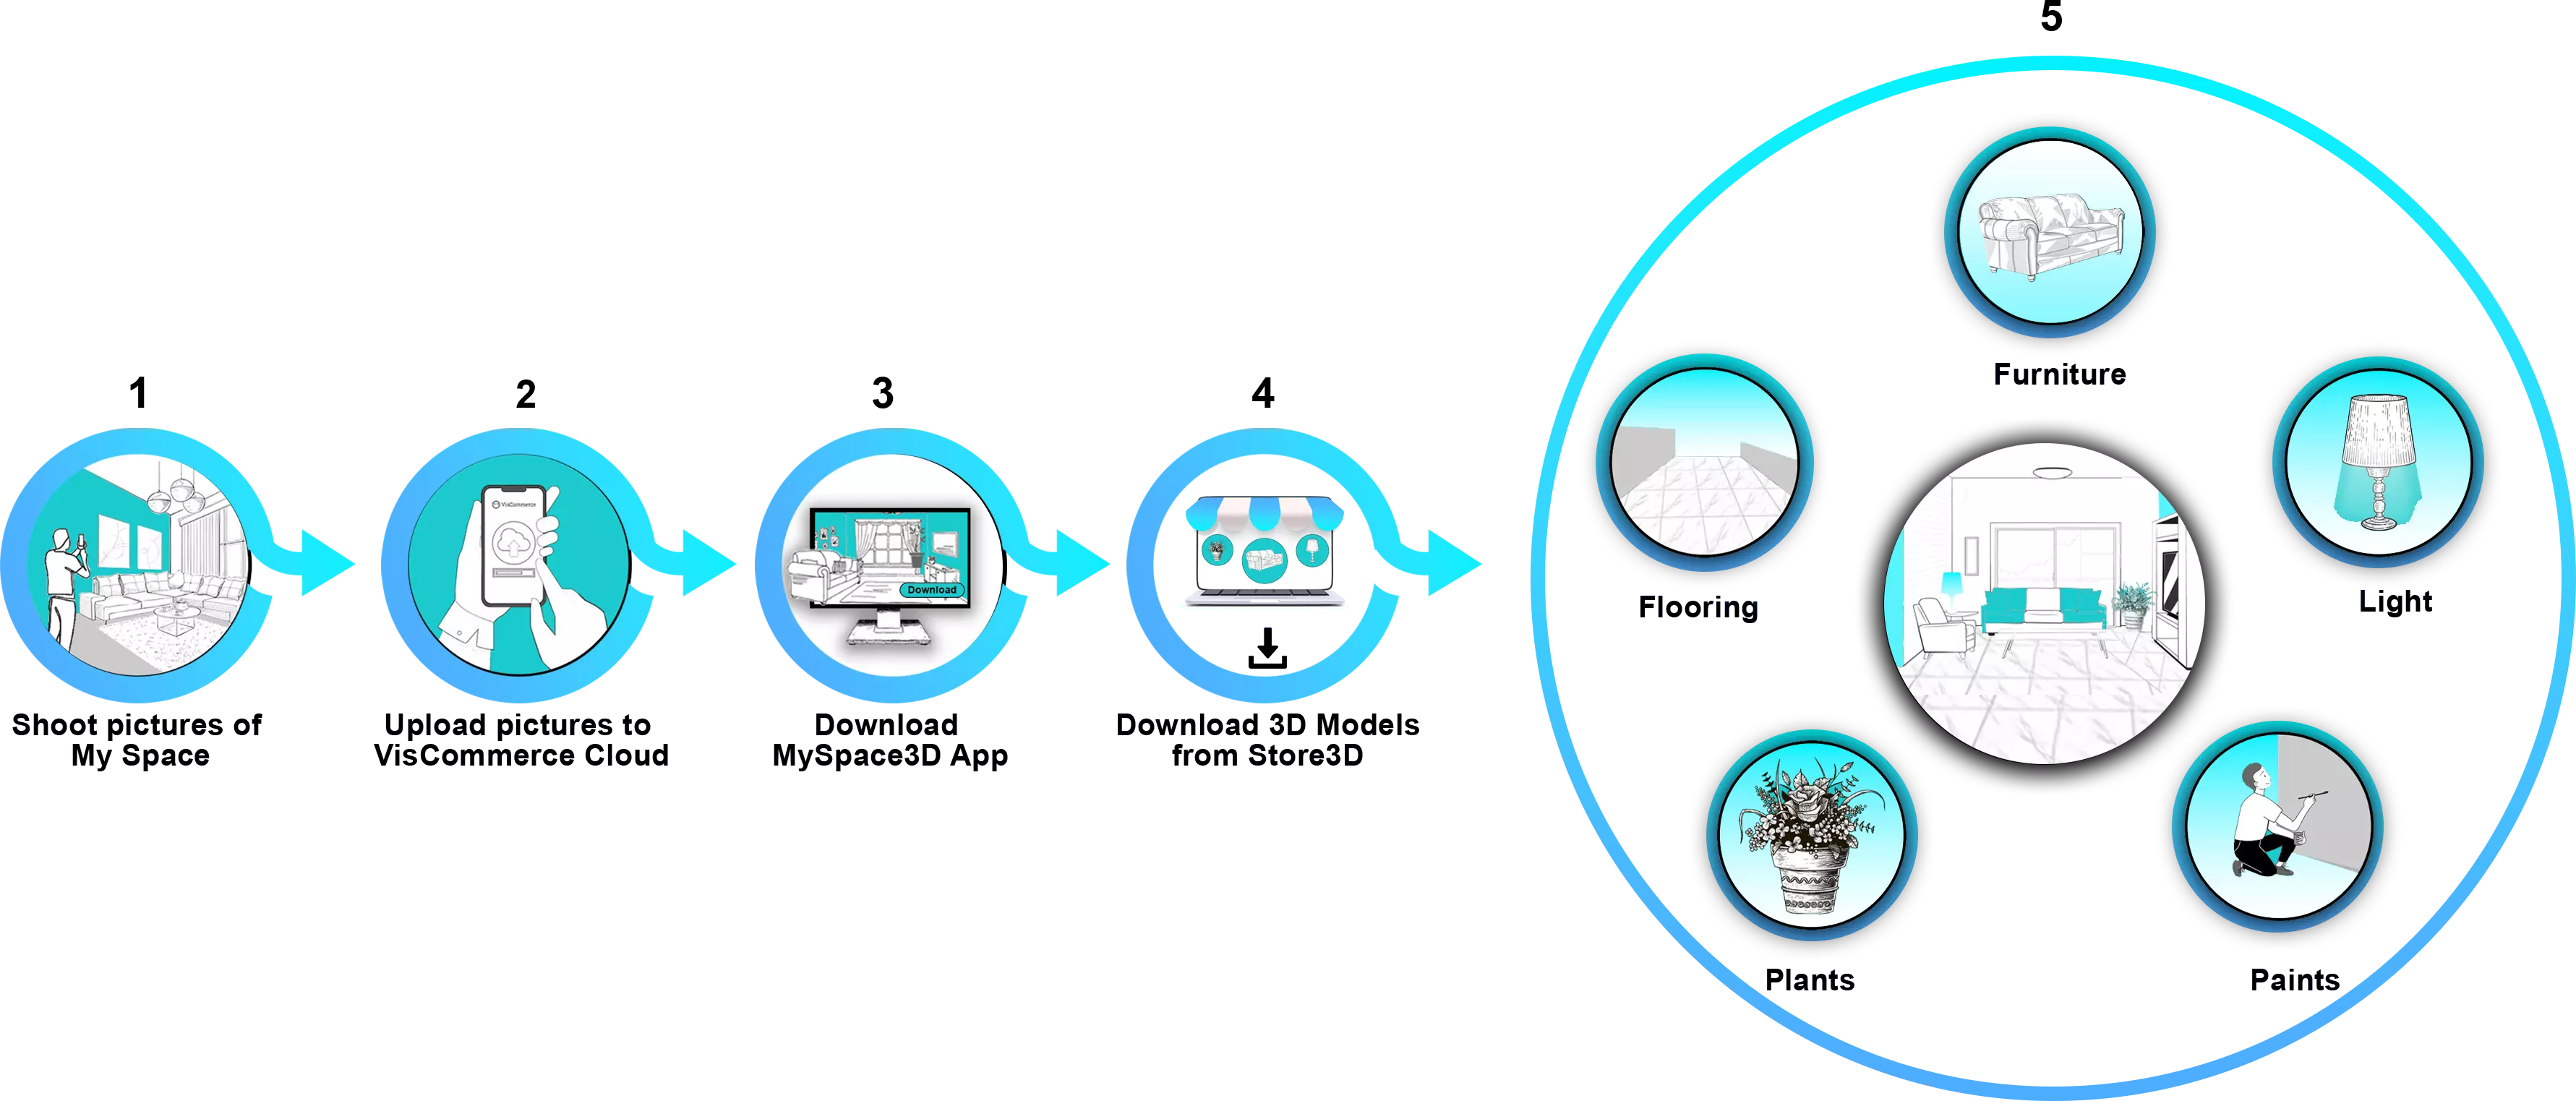 1
Shoot pictures of
My Space
2
VisCommerce
Upload pictures to
VisCommerce Cloud
3
Download
Download
MySpace3D App
4
Download 3D Models
from Store3D
5
Furniture
Flooring
Light
Plants
Paints